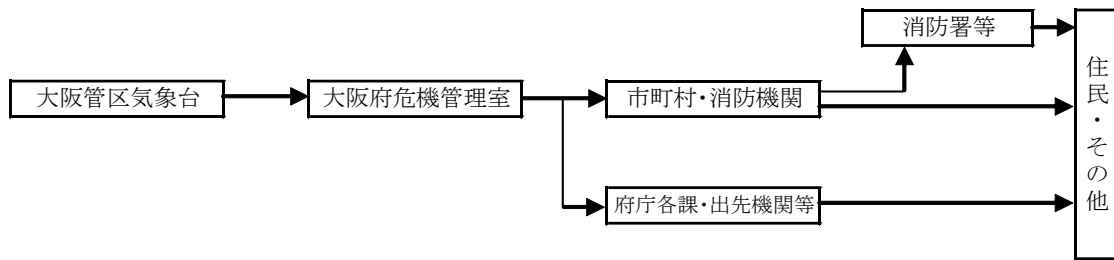 消防署等
大阪管区気象台
大阪府危機管理室
市町村・消防機関
府庁各課・出先機関等
住民・その他